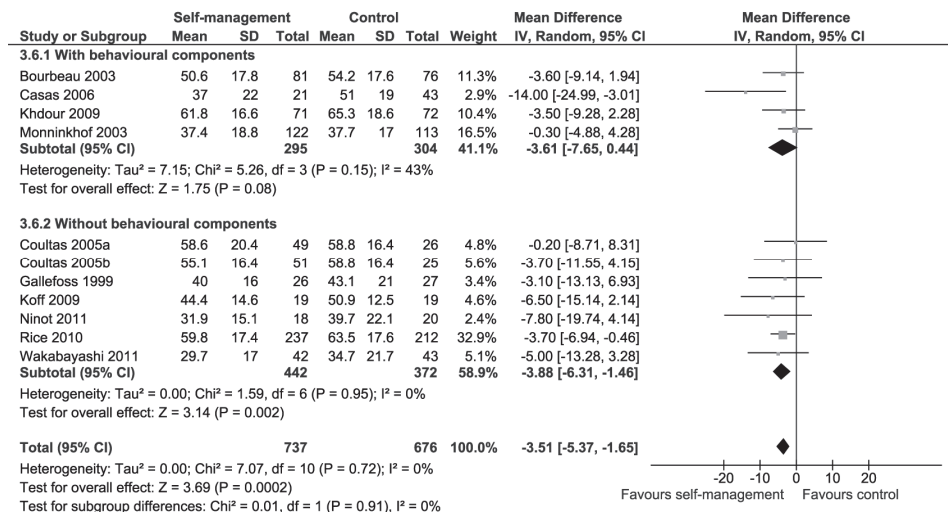 Self-management Control Mean Difference Mean Difference
Study or Subgroup Mean SD Total Mean SD Total Weight IV, Random, 95% CI IV, Random, 95% CI
3.6.1 With behavioural components
Bourbeau 2003 50.6 17.8 81 54.2 17.6 76 11.3% -3.60 [-9.14, 1.94]
Casas 2006 37 22 21 51 19 43 2.9% -14.00 [-24.99, -3.01]
Khdour 2009 61.8 16.6 71 65.3 18.6 72 10.4% -3.50 [-9.28, 2.28]
Monninkhof 2003 37.4 18.8 122 37.7 17 113 16.5% -0.30 [-4.88, 4.28]
Subtotal (95% CI) 295 304 41.1% -3.61 [-7.65, 0.44]
Heterogeneity: Tau² = 7.15; Chi² = 5.26, df = 3 (P = 0.15); I² = 43%
Test for overall effect: Z = 1.75 (P = 0.08)
3.6.2 Without behavioural components
Coultas 2005a 58.6 20.4 49 58.8 16.4 26 4.8% -0.20 [-8.71, 8.31]
Coultas 2005b 55.1 16.4 51 58.8 16.4 25 5.6% -3.70 [-11.55, 4.15]
Gallefoss 1999 40 16 26 43.1 21 27 3.4% -3.10 [-13.13, 6.93]
Koff 2009 44.4 14.6 19 50.9 12.5 19 4.6% -6.50 [-15.14, 2.14]
Ninot 2011 31.9 15.1 18 39.7 22.1 20 2.4% -7.80 [-19.74, 4.14]
Rice 2010 59.8 17.4 237 63.5 17.6 212 32.9% -3.70 [-6.94, -0.46]
Wakabayashi 2011 29.7 17 42 34.7 21.7 43 5.1% -5.00 [-13.28, 3.28]
Subtotal (95% CI) 442 372 58.9% -3.88 [-6.31, -1.46]
Heterogeneity: Tau² = 0.00; Chi² = 1.59, df = 6 (P = 0.95); I² = 0%
Test for overall effect: Z = 3.14 (P = 0.002)
Total (95% CI) 737 676 100.0% -3.51 [-5.37, -1.65]
Heterogeneity: Tau² = 0.00; Chi² = 7.07, df = 10 (P = 0.72); I² = 0%
Test for overall effect: Z = 3.69 (P = 0.0002)
Test for subgroup differences: Chi² = 0.01, df = 1 (P = 0.91), I² = 0%
-20 -10 0 10 20
Favours self-management Favours control